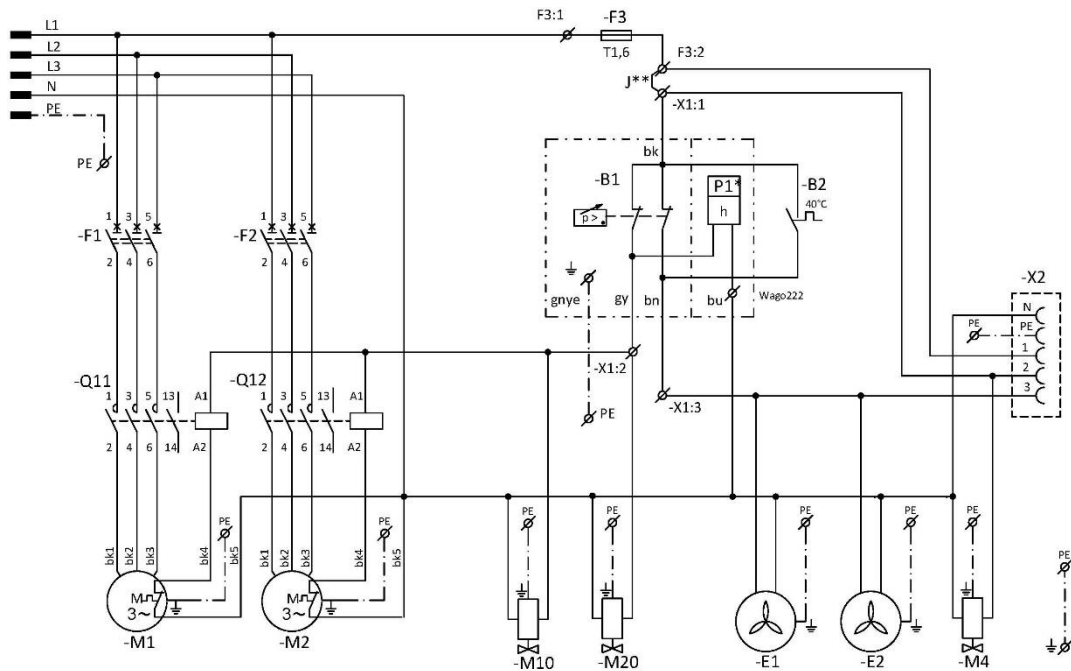 L1
F3:1
-F3
L2
T1,6
F3:2
L3
J**
N
-X1:1
PE
PE
bk
-B1
P1*
-B2
40°C
p>
h
1 3 5
-F1
2 4 6
1 3 5
-F2
2 4 6
-X2
gnye
gy
bn
bu
Wago222
N
PE
PE
1
2
3
-X1:2
-Q11
1 3 5 13
A1
2 4 6 14
A2
-Q12
1 3 5 13
A1
2 4 6 14
A2
PE
-X1:3
bk1
bk2
bk3
bk4
PE
bk5
bk1
bk2
bk3
bk4
PE
bk5
PE
PE
PE
PE
PE
PE
M
3~
M
3~
-M1
-M2
-M10
-M20
-E1
-E2
-M4